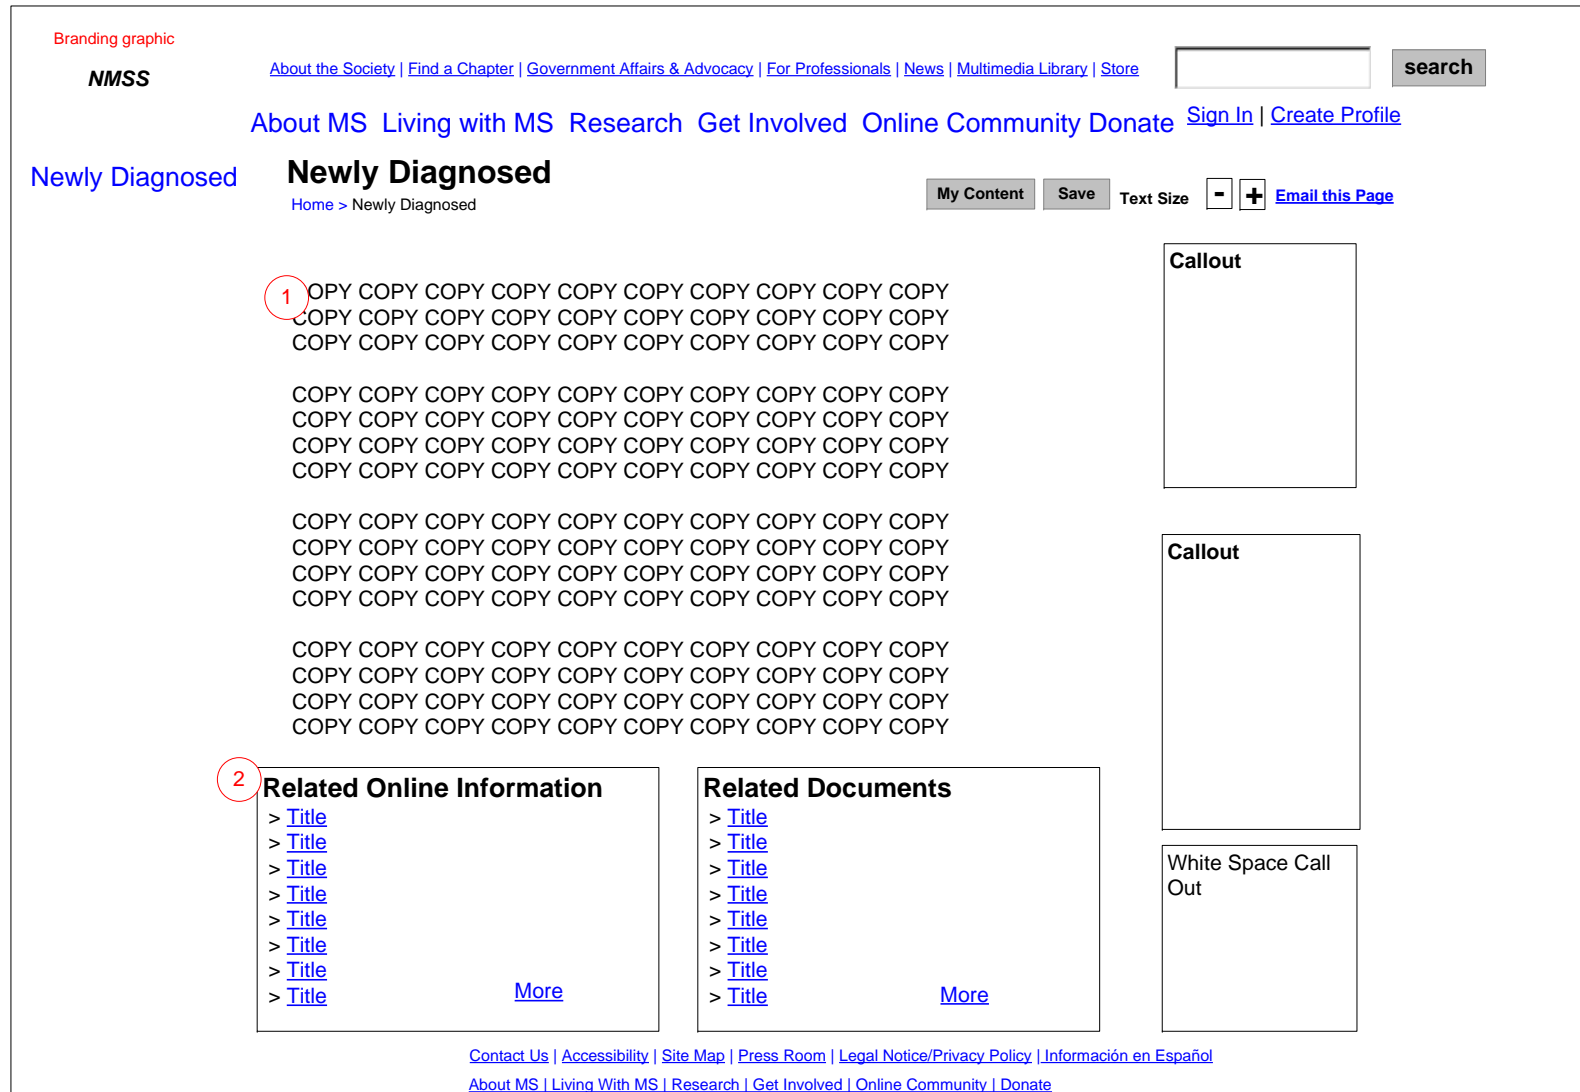 Branding graphic
NMSS
About the Society | Find a Chapter | Government Affairs & Advocacy | For Professionals | News | Multimedia Library | Store
search
About MS Living with MS Research Get Involved Online Community Donate
Sign In | Create Profile
Newly Diagnosed
Newly Diagnosed
Home > Newly Diagnosed
My Content
Save
Text Size
-
+
Email this Page
1
OPY COPY COPY COPY COPY COPY COPY COPY COPY COPY
COPY COPY COPY COPY COPY COPY COPY COPY COPY COPY
COPY COPY COPY COPY COPY COPY COPY COPY COPY COPY
COPY COPY COPY COPY COPY COPY COPY COPY COPY COPY
COPY COPY COPY COPY COPY COPY COPY COPY COPY COPY
COPY COPY COPY COPY COPY COPY COPY COPY COPY COPY
COPY COPY COPY COPY COPY COPY COPY COPY COPY COPY
COPY COPY COPY COPY COPY COPY COPY COPY COPY COPY
COPY COPY COPY COPY COPY COPY COPY COPY COPY COPY
COPY COPY COPY COPY COPY COPY COPY COPY COPY COPY
COPY COPY COPY COPY COPY COPY COPY COPY COPY COPY
COPY COPY COPY COPY COPY COPY COPY COPY COPY COPY
COPY COPY COPY COPY COPY COPY COPY COPY COPY COPY
COPY COPY COPY COPY COPY COPY COPY COPY COPY COPY
COPY COPY COPY COPY COPY COPY COPY COPY COPY COPY
Callout
Callout
White Space Call
Out
2
Related Online Information
> Title
> Title
> Title
> Title
> Title
> Title
> Title
> Title
More
Related Documents
> Title
> Title
> Title
> Title
> Title
> Title
> Title
> Title
More
Contact Us | Accessibility | Site Map | Press Room | Legal Notice/Privacy Policy | Información en Español
About MS | Living With MS | Research | Get Involved | Online Community | Donate